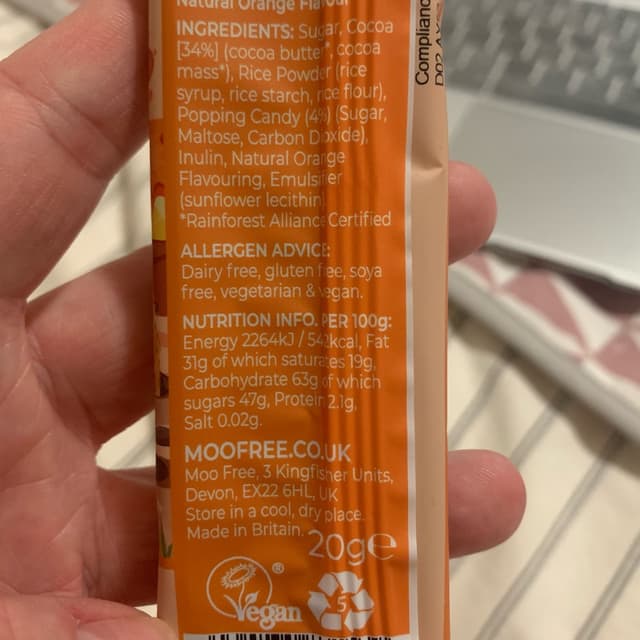 Natural Orange Flavour
INGREDIENTS: Sugar, Cocoa
[34%] (cocoa butter*, cocoa
mass*), Rice Powder (rice
syrup, rice starch, rice flour),
Popping Candy (4%) (Sugar,
Maltose, Carbon Dioxide),
Inulin, Natural Orange
Flavouring, Emulsifier
(sunflower lecithin)
*Rainforest Alliance Certified
ALLERGEN ADVICE:
Dairy free, gluten free, soya
free, vegetarian & vegan.
NUTRITION INFO. PER 100g:
Energy 2264kJ / 542kcal, Fat
31g of which saturates 19g,
Carbohydrate 63g of which
sugars 47g, Protein 2.1g,
Salt 0.02g.
MOOFREE.CO.UK
Moo Free, 3 Kingfisher Units,
Devon, EX22 6HL, UK
Store in a cool, dry place.
Made in Britain.
20g℮
Vegan
®
5
Complianc